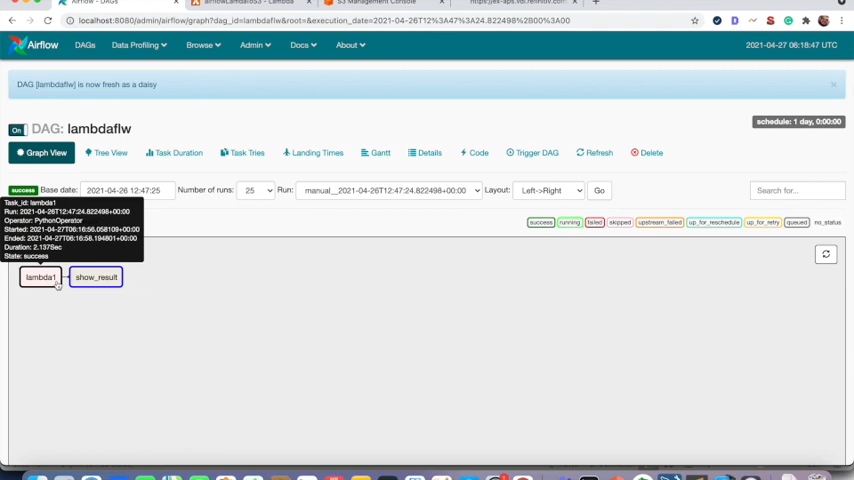 Airflow - DAGs
airflowLambdaToS3 - Lambda
S3 Management Console
localhost:8080/admin/airflow/graph?dag_id=lambdaflw&root=&execution_date=2021-04-26T12%3A47%3A24.822498%2B00%3A00
Airflow DAGs Data Profiling Browse Admin Docs About 2021-04-27 06:18:47 UTC
DAG [lambdaflw] is now fresh as a daisy ×
On DAG: lambdaflw schedule: 1 day, 0:00:00
Graph View Tree View Task Duration Task Tries Landing Times Gantt Details Code Trigger DAG Refresh Delete
success Base date: 2021-04-26 12:47:25 Number of runs: 25 Run: manual__2021-04-26T12:47:24.822498+00:00 Layout: Left->Right Go Search for...
Task_id: lambda1
Run: 2021-04-26T12:47:24.822498+00:00
Operator: PythonOperator
Started: 2021-04-27T06:16:56.058109+00:00
Ended: 2021-04-27T06:16:58.194801+00:00
Duration: 2.137Sec
State: success
success running failed skipped upstream_failed up_for_reschedule up_for_retry queued no_status
lambda1 show_result